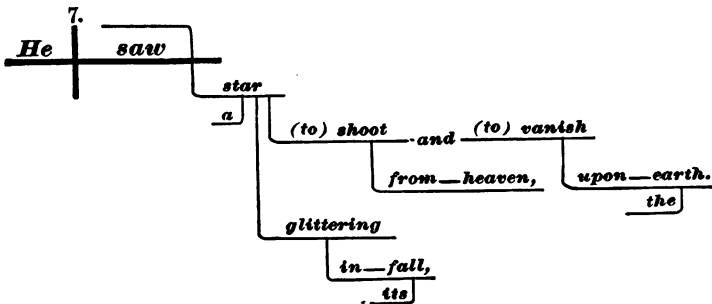 7.
He saw
star
a
(to) shoot and (to) vanish
from—heaven, upon—earth.
the
glittering
in—fall,
its